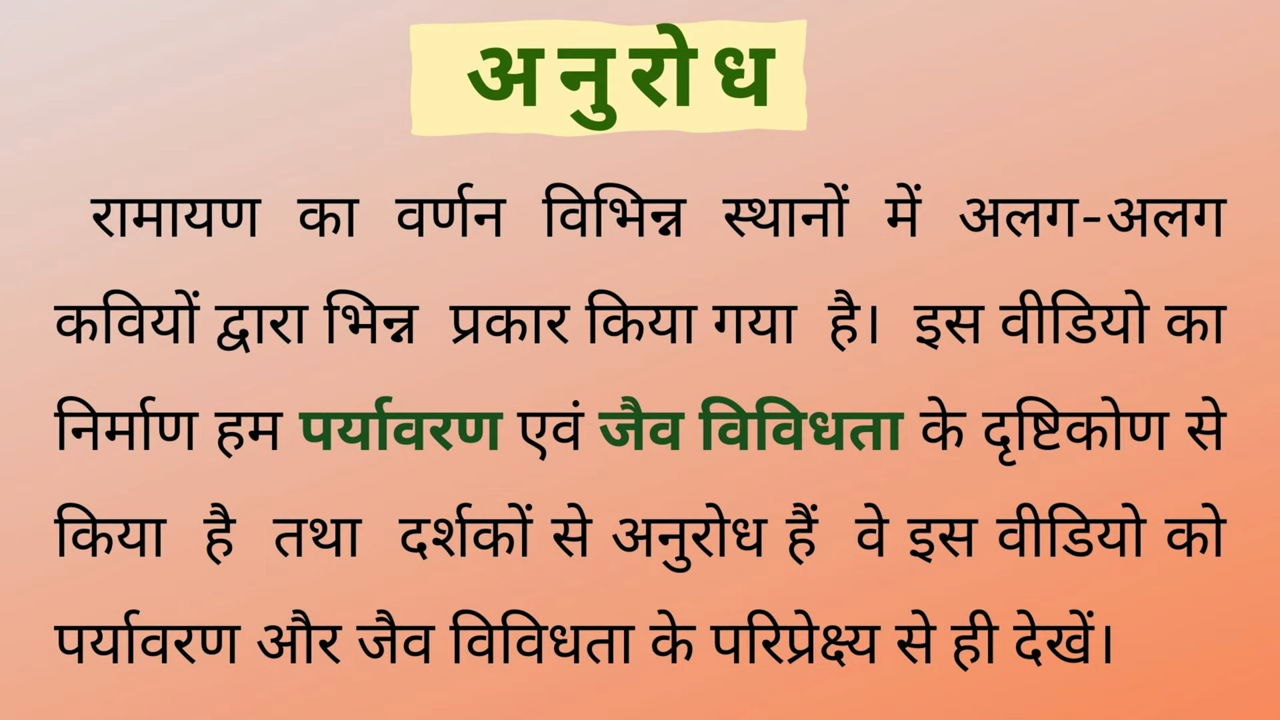 अनुरोध
रामायण का वर्णन विभिन्न स्थानों में अलग-अलग
कवियों द्वारा भिन्न प्रकार किया गया है। इस वीडियो का
निर्माण हम पर्यावरण एवं जैव विविधता के दृष्टिकोण से
किया है तथा दर्शकों से अनुरोध हैं वे इस वीडियो को
पर्यावरण और जैव विविधता के परिप्रेक्ष्य से ही देखें।